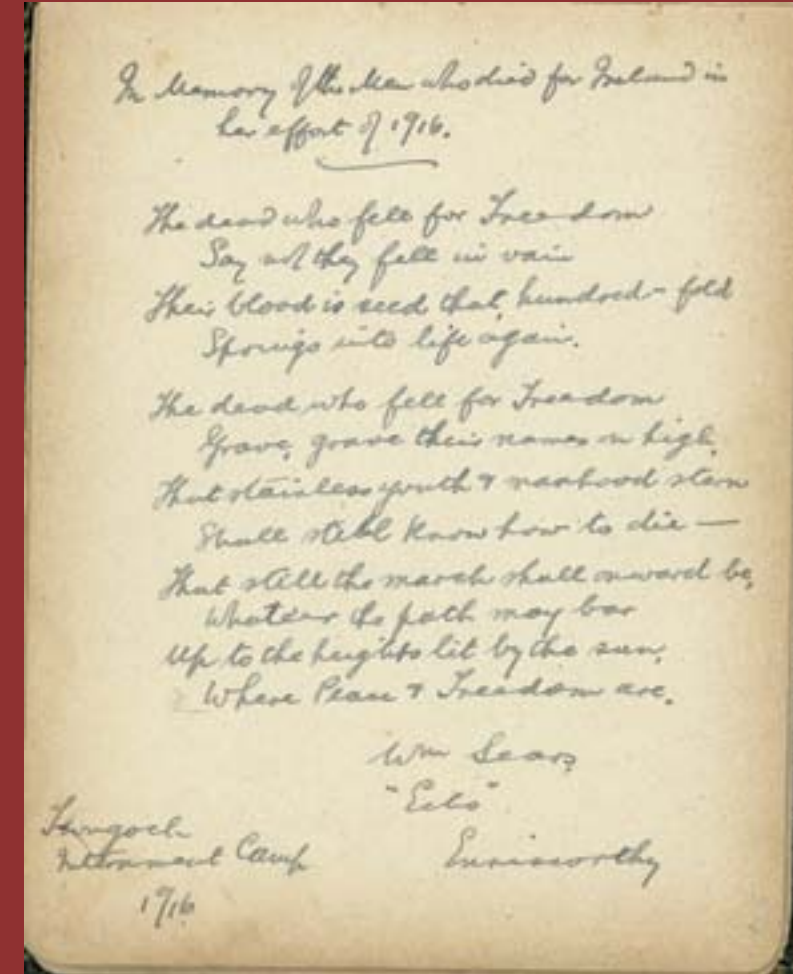 In Memory of the Men who died for Ireland in
her effort of 1916.
The dead who fell for Freedom
Say not they fell in vain
Their blood is seed that, hundred-fold
Springs into life again.
The dead who fell for Freedom
Grave, grave their names on high,
That stainless youth & manhood stern
Shall still know how to die —
That still the march shall onward be,
Whate'er the path may bar
Up to the heights lit by the sun,
Where Peace & Freedom are.
Wm Sears
"Echo"
Enniscorthy
Frongoch
Internment Camp
1916